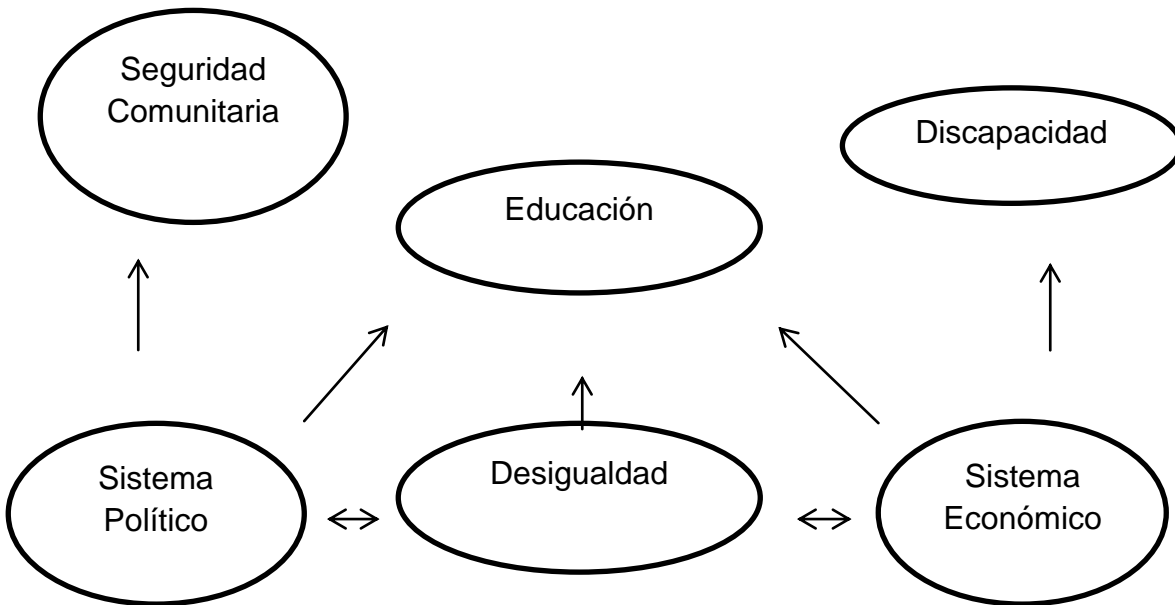 Seguridad
Comunitaria
Discapacidad
Educación
Sistema
Político
Desigualdad
Sistema
Económico